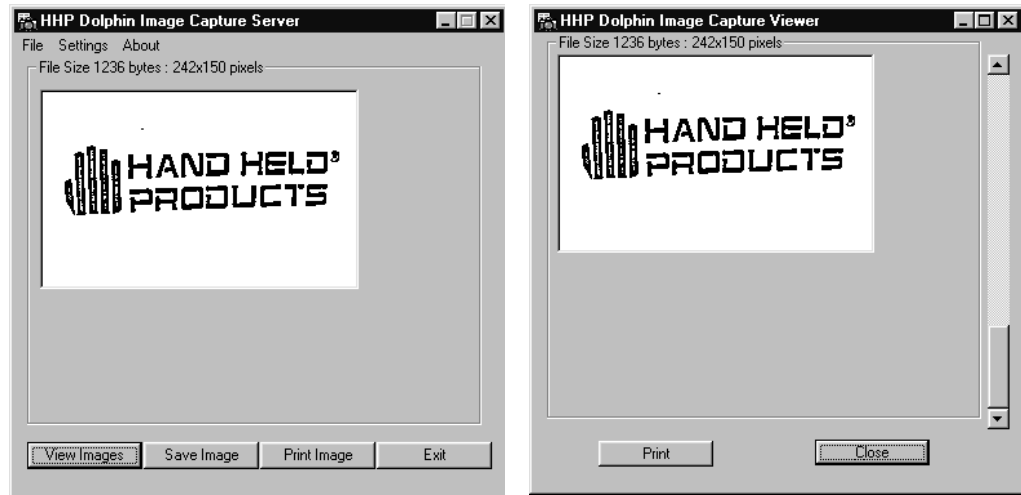 HHP Dolphin Image Capture Server
File Settings About
File Size 1236 bytes : 242x150 pixels
HAND HELD®
PRODUCTS
View Images Save Image Print Image Exit
HHP Dolphin Image Capture Viewer
File Size 1236 bytes : 242x150 pixels
HAND HELD®
PRODUCTS
Print Close